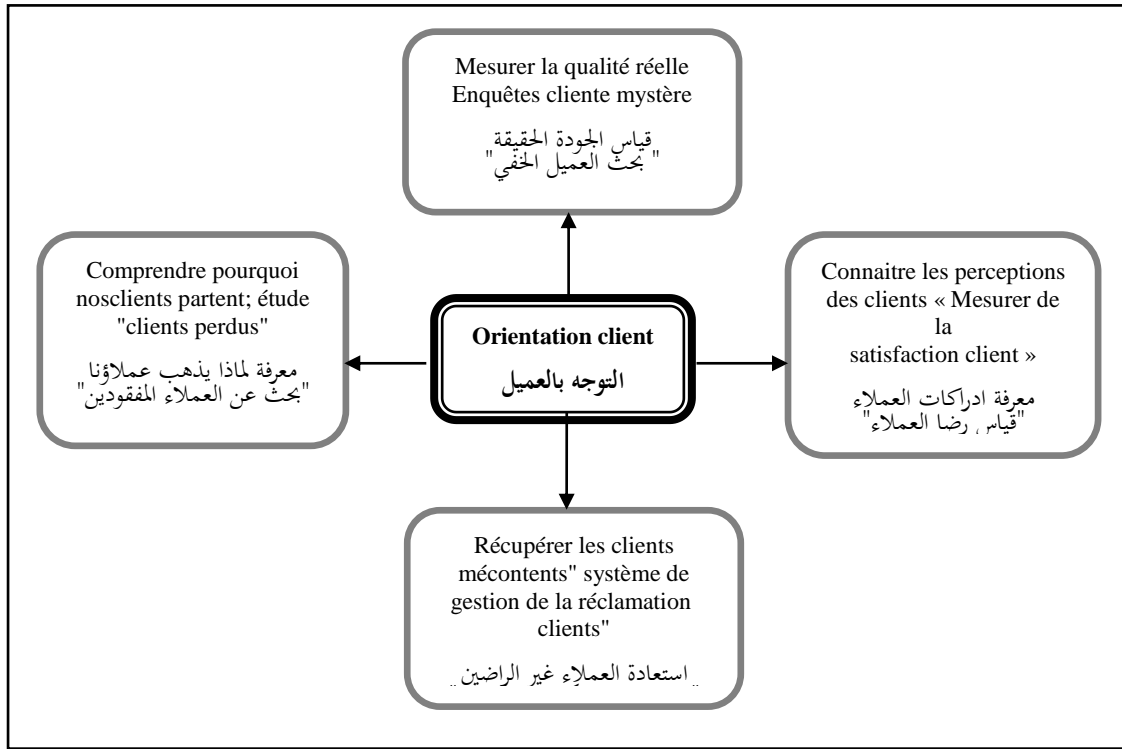 Mesurer la qualité réelle
Enquêtes cliente mystère
قياس الجودة الحقيقة
"بحث العميل الخفي"
Comprendre pourquoi
nosclients partent; étude
"clients perdus"
معرفة لماذا يذهب عملاؤنا
"بحث عن العملاء المفقودين"
Orientation client
التوجه بالعميل
Connaitre les perceptions
des clients « Mesurer de
la
satisfaction client »
معرفة ادراكات العملاء
"قياس رضا العملاء"
Récupérer les clients
mécontents" système de
gestion de la réclamation
clients"
استعادة العملاء غير الراضين